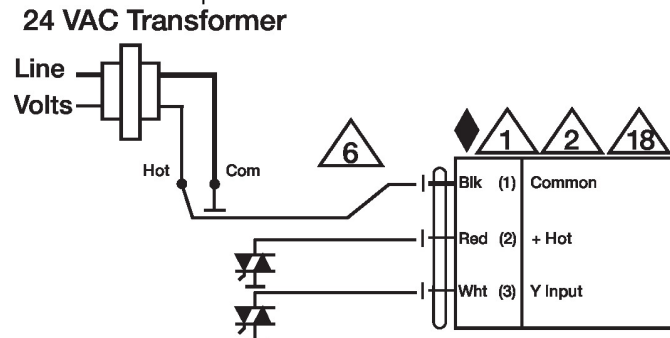 24 VAC Transformer
Line
Volts
Hot
Com
6
1
2
18
Blk (1) Common
Red (2) + Hot
Wht (3) Y Input